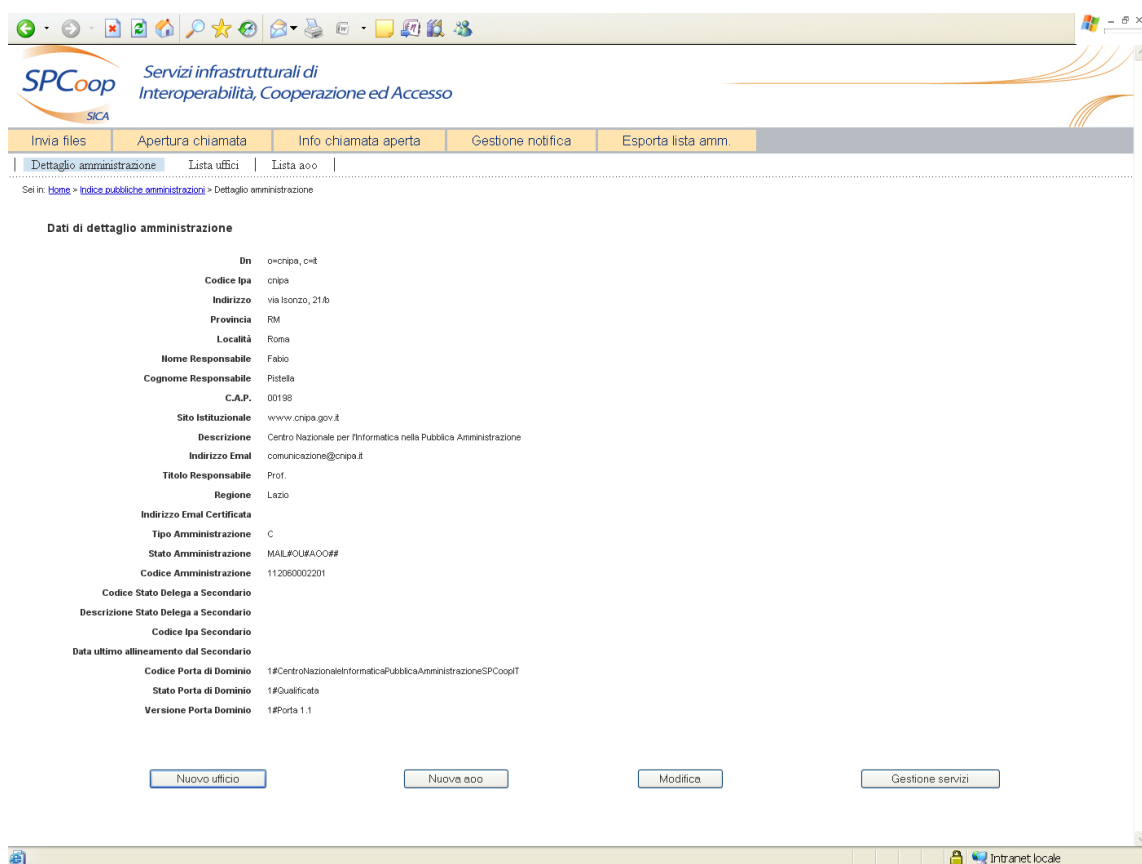 SPCoop
SICA
Servizi infrastrutturali di
Interoperabilità, Cooperazione ed Accesso
Invia files Apertura chiamata Info chiamata aperta Gestione notifica Esporta lista amm.
Dettaglio amministrazione Lista uffici Lista aoo
Sei in: Home > Indice pubbliche amministrazioni > Dettaglio amministrazione
Dati di dettaglio amministrazione
Dn o=cnipa, c=it
Codice Ipa cnipa
Indirizzo via Isonzo, 21/b
Provincia RM
Località Roma
Nome Responsabile Fabio
Cognome Responsabile Pistella
C.A.P. 00198
Sito Istituzionale www.cnipa.gov.it
Descrizione Centro Nazionale per l'Informatica nella Pubblica Amministrazione
Indirizzo Email comunicazione@cnipa.it
Titolo Responsabile Prof.
Regione Lazio
Indirizzo Email Certificata
Tipo Amministrazione C
Stato Amministrazione MAIL#OU#AOO##
Codice Amministrazione 112060002201
Codice Stato Delega a Secondario
Descrizione Stato Delega a Secondario
Codice Ipa Secondario
Data ultimo allineamento dal Secondario
Codice Porta di Dominio 1#CentroNazionaleInformaticaPubblicaAmministrazioneSPCoopIT
Stato Porta di Dominio 1#Qualificata
Versione Porta Dominio 1#Porta 1.1
Nuovo ufficio Nuova aoo Modifica Gestione servizi
Intranet locale